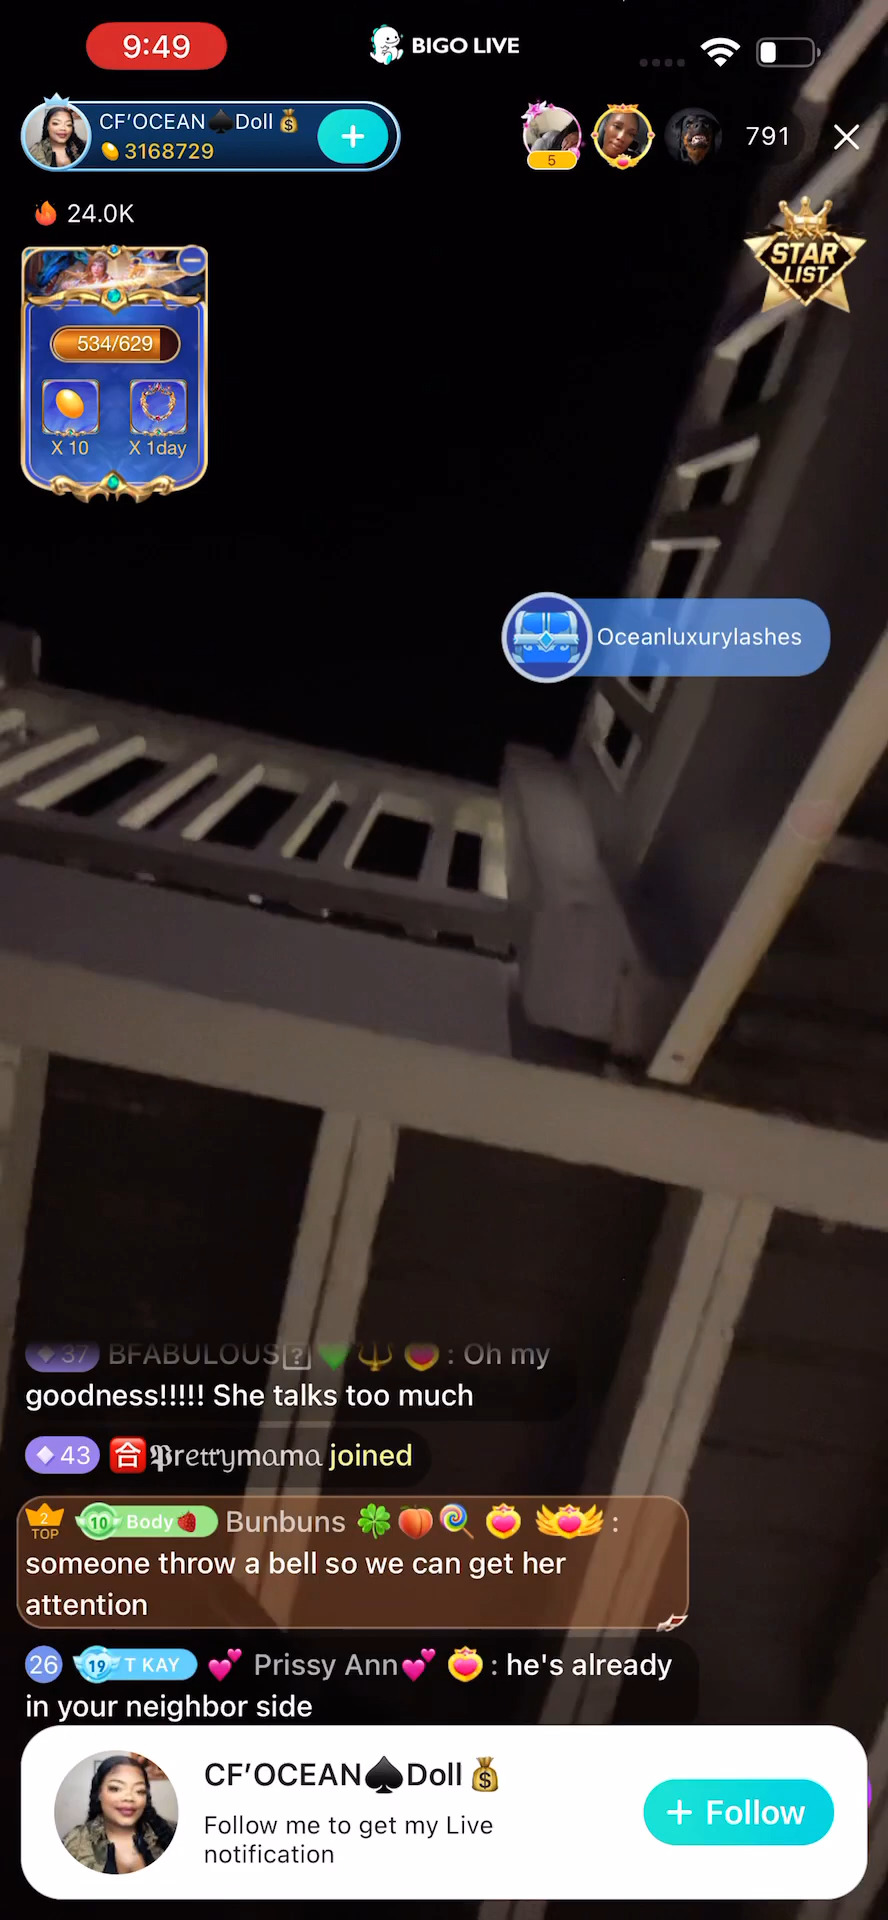 9:49
BIGO LIVE
CF'OCEAN♠️Doll💰
3168729
5
791
24.0K
STAR
LIST
534/629
X 10
X 1day
Oceanluxurylashes
37 BFABULOUS : Oh my
goodness!!!!! She talks too much
43 合 𝕻rettymama joined
2
TOP
10 Body🍓 Bunbuns 🍀🍑🍭 :
someone throw a bell so we can get her
attention
26 19 T KAY 💕 Prissy Ann💕 : he's already
in your neighbor side
CF'OCEAN♠️Doll💰
Follow me to get my Live
notification
+ Follow